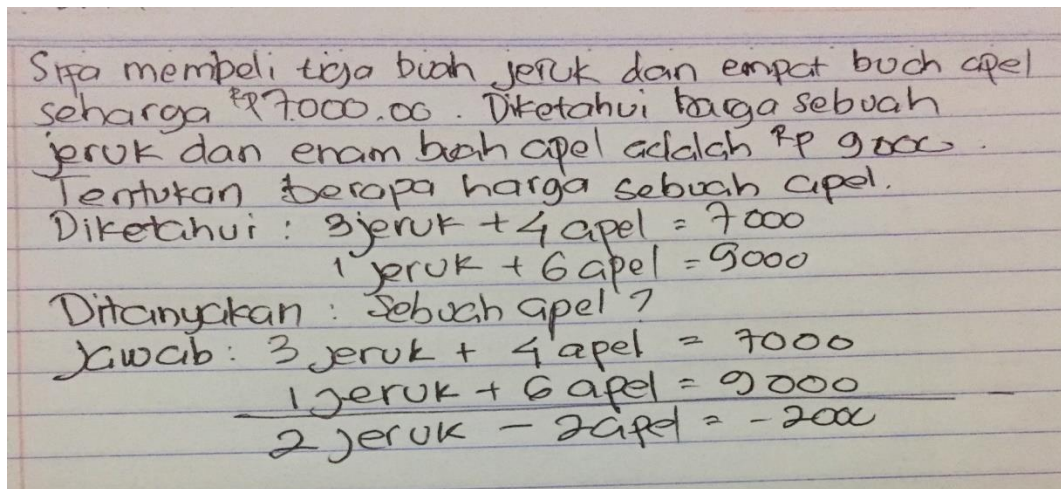 Sifa membeli tiga buah jeruk dan empat buah apel
seharga Rp7.000.00. Diketahui harga sebuah
jeruk dan enam buah apel adalah Rp 9000.
Tentukan berapa harga sebuah apel.
Diketahui : 3 jeruk + 4 apel = 7000
1 jeruk + 6 apel = 9000
Ditanyakan : Sebuah apel ?
Jawab : 3 jeruk + 4 apel = 7000
1 jeruk + 6 apel = 9000 -
2 jeruk - 2 apel = -2000